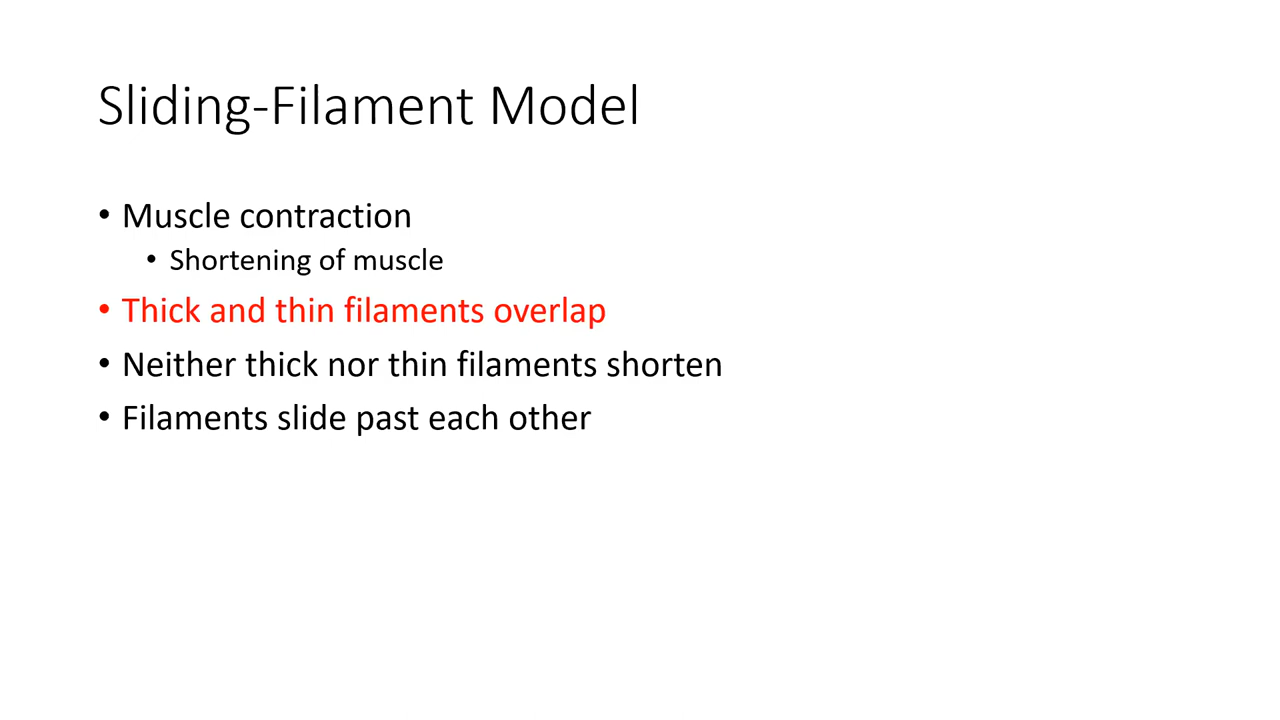 Sliding-Filament Model
• Muscle contraction
• Shortening of muscle
• Thick and thin filaments overlap
• Neither thick nor thin filaments shorten
• Filaments slide past each other